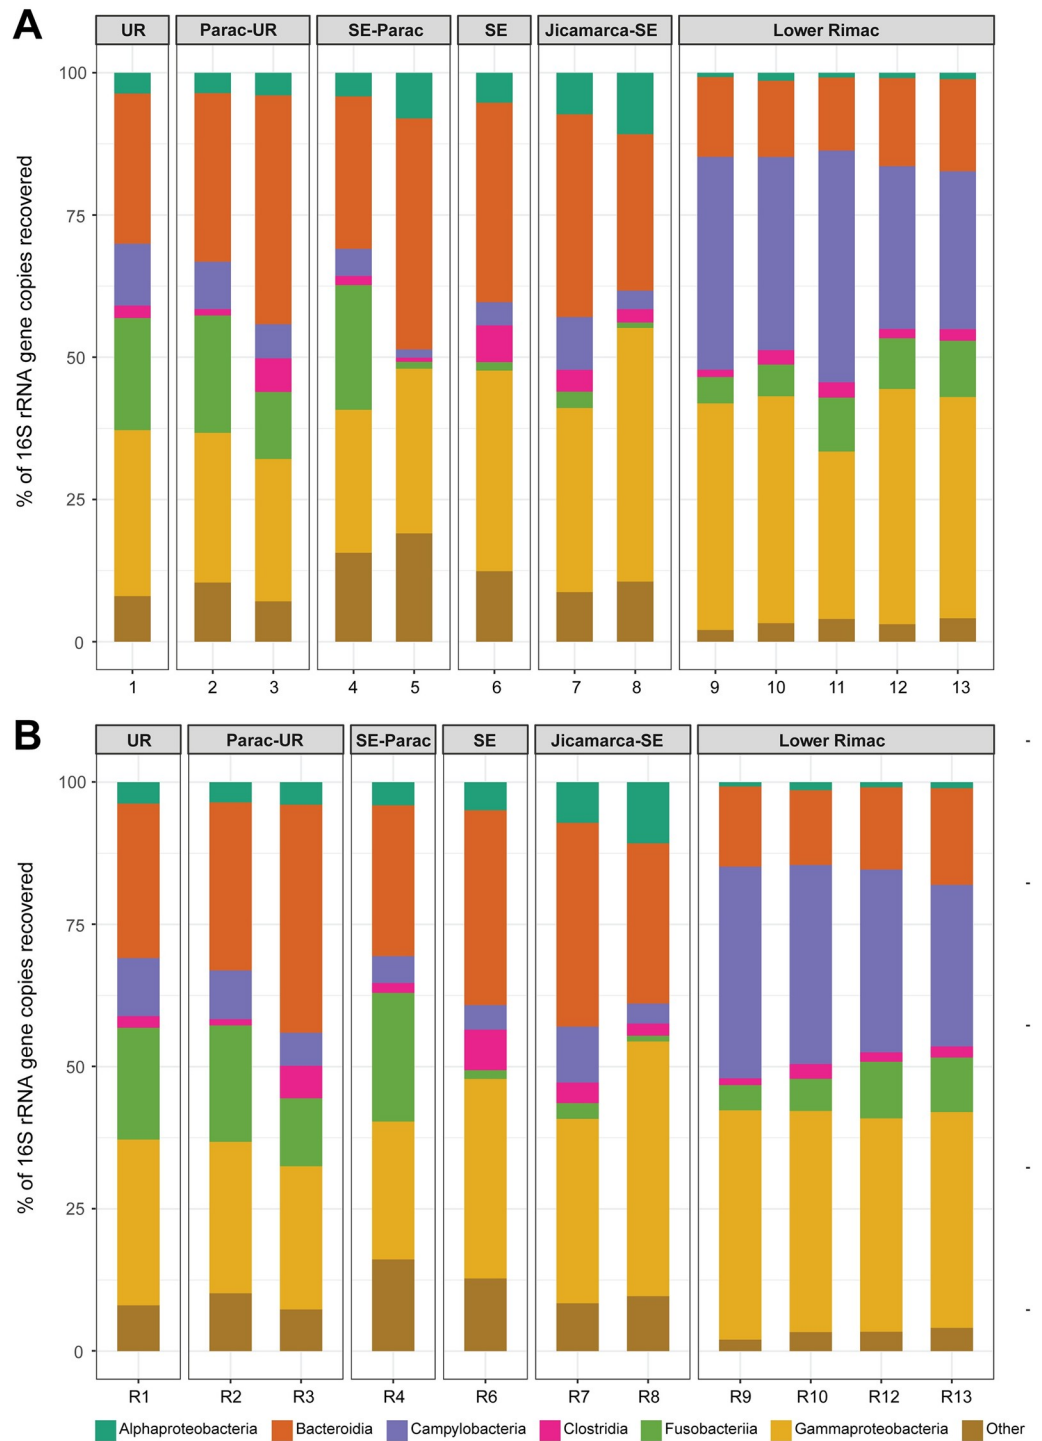 A
UR Parac-UR SE-Parac SE Jicamarca-SE Lower Rimac
100
75
50
25
0
% of 16S rRNA gene copies recovered
1 2 3 4 5 6 7 8 9 10 11 12 13
B
UR Parac-UR SE-Parac SE Jicamarca-SE Lower Rimac
100
75
50
25
0
% of 16S rRNA gene copies recovered
R1 R2 R3 R4 R6 R7 R8 R9 R10 R12 R13
Alphaproteobacteria Bacteroidia Campylobacteria Clostridia Fusobacteriia Gammaproteobacteria Other